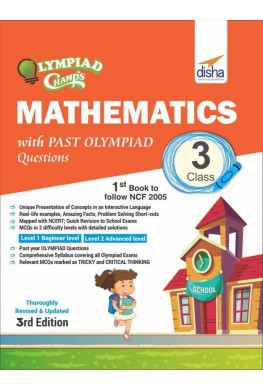 OLYMPIAD
CHAMPS
disha
MATHEMATICS
with PAST OLYMPIAD
Questions
3
Class
1st Book to
follow NCF 2005
• Unique Presentation of Concepts in an Interactive Language
• Real-life examples, Amazing Facts, Problem Solving Short-cuts
• Mapped with NCERT; Quick Revision to School Exams
• MCQs in 2 difficulty levels with detailed solutions
Level 1 Beginner level Level 2 Advanced level
• Past year OLYMPIAD Questions
• Comprehensive Syllabus covering all Olympiad Exams
• Relevant MCQs marked as TRICKY and CRITICAL THINKING
SCHOOL
Thoroughly
Revised & Updated
3rd Edition